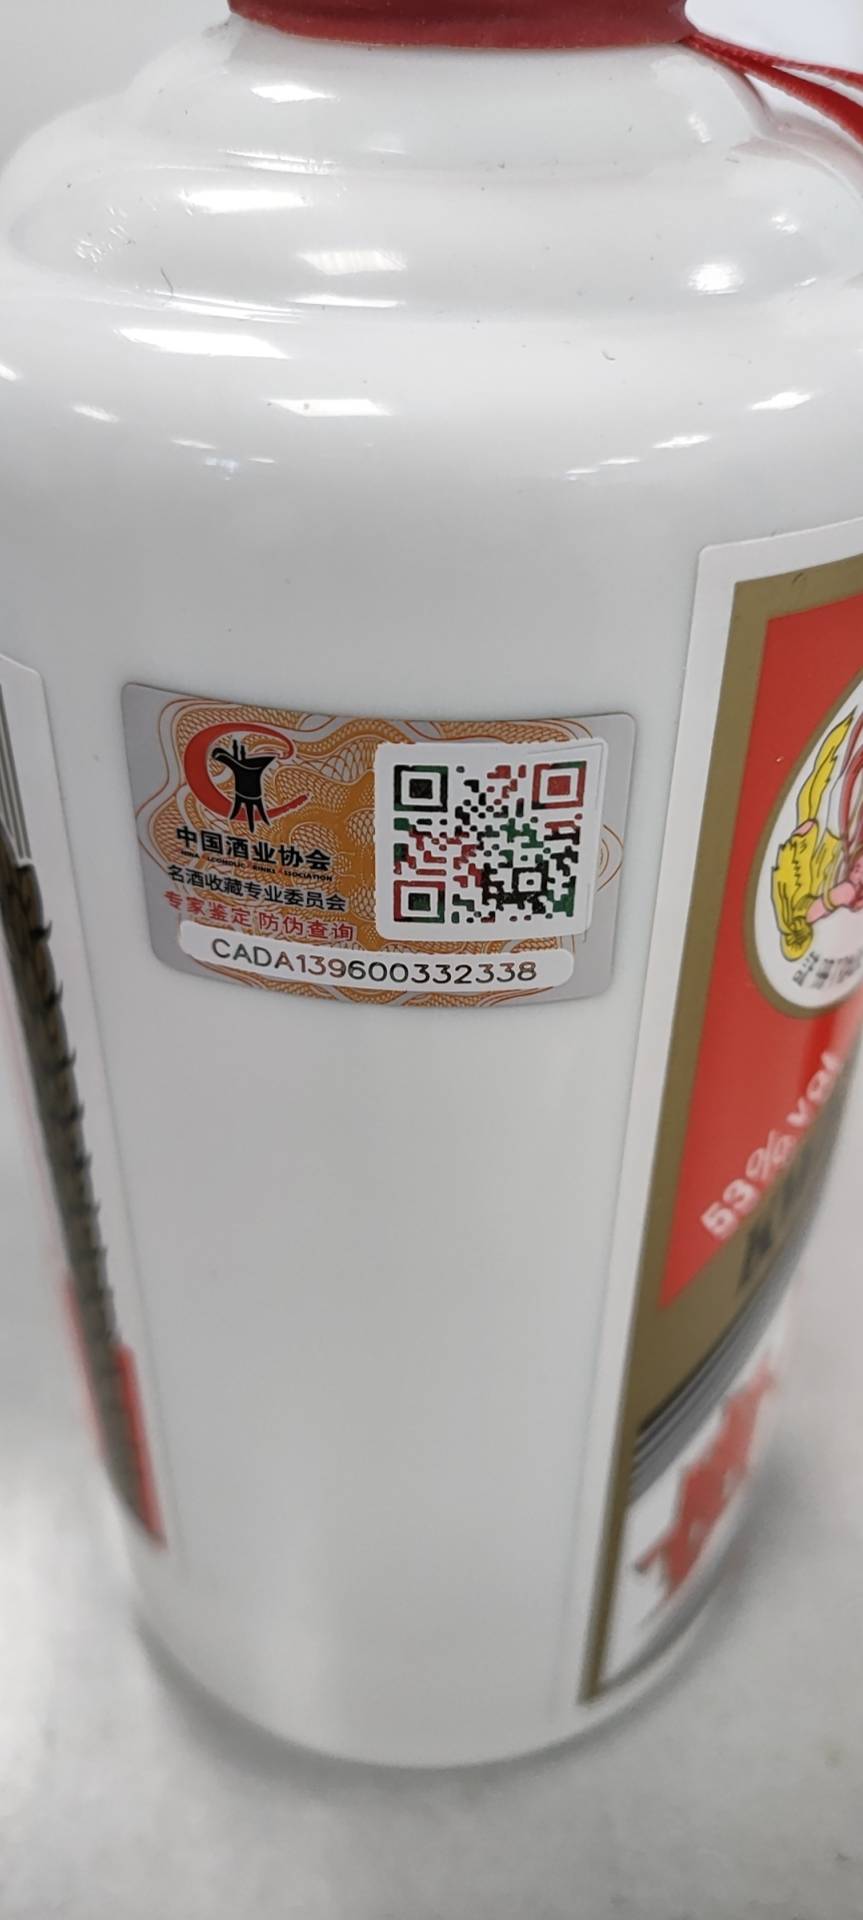 中国酒业协会
名酒收藏专业委员会
专家鉴定 防伪查询
CADA139600332338
53%